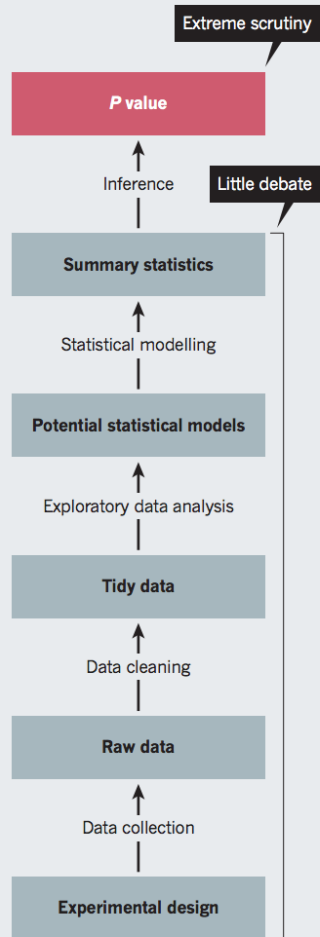 Extreme scrutiny
P value
Inference
Little debate
Summary statistics
Statistical modelling
Potential statistical models
Exploratory data analysis
Tidy data
Data cleaning
Raw data
Data collection
Experimental design